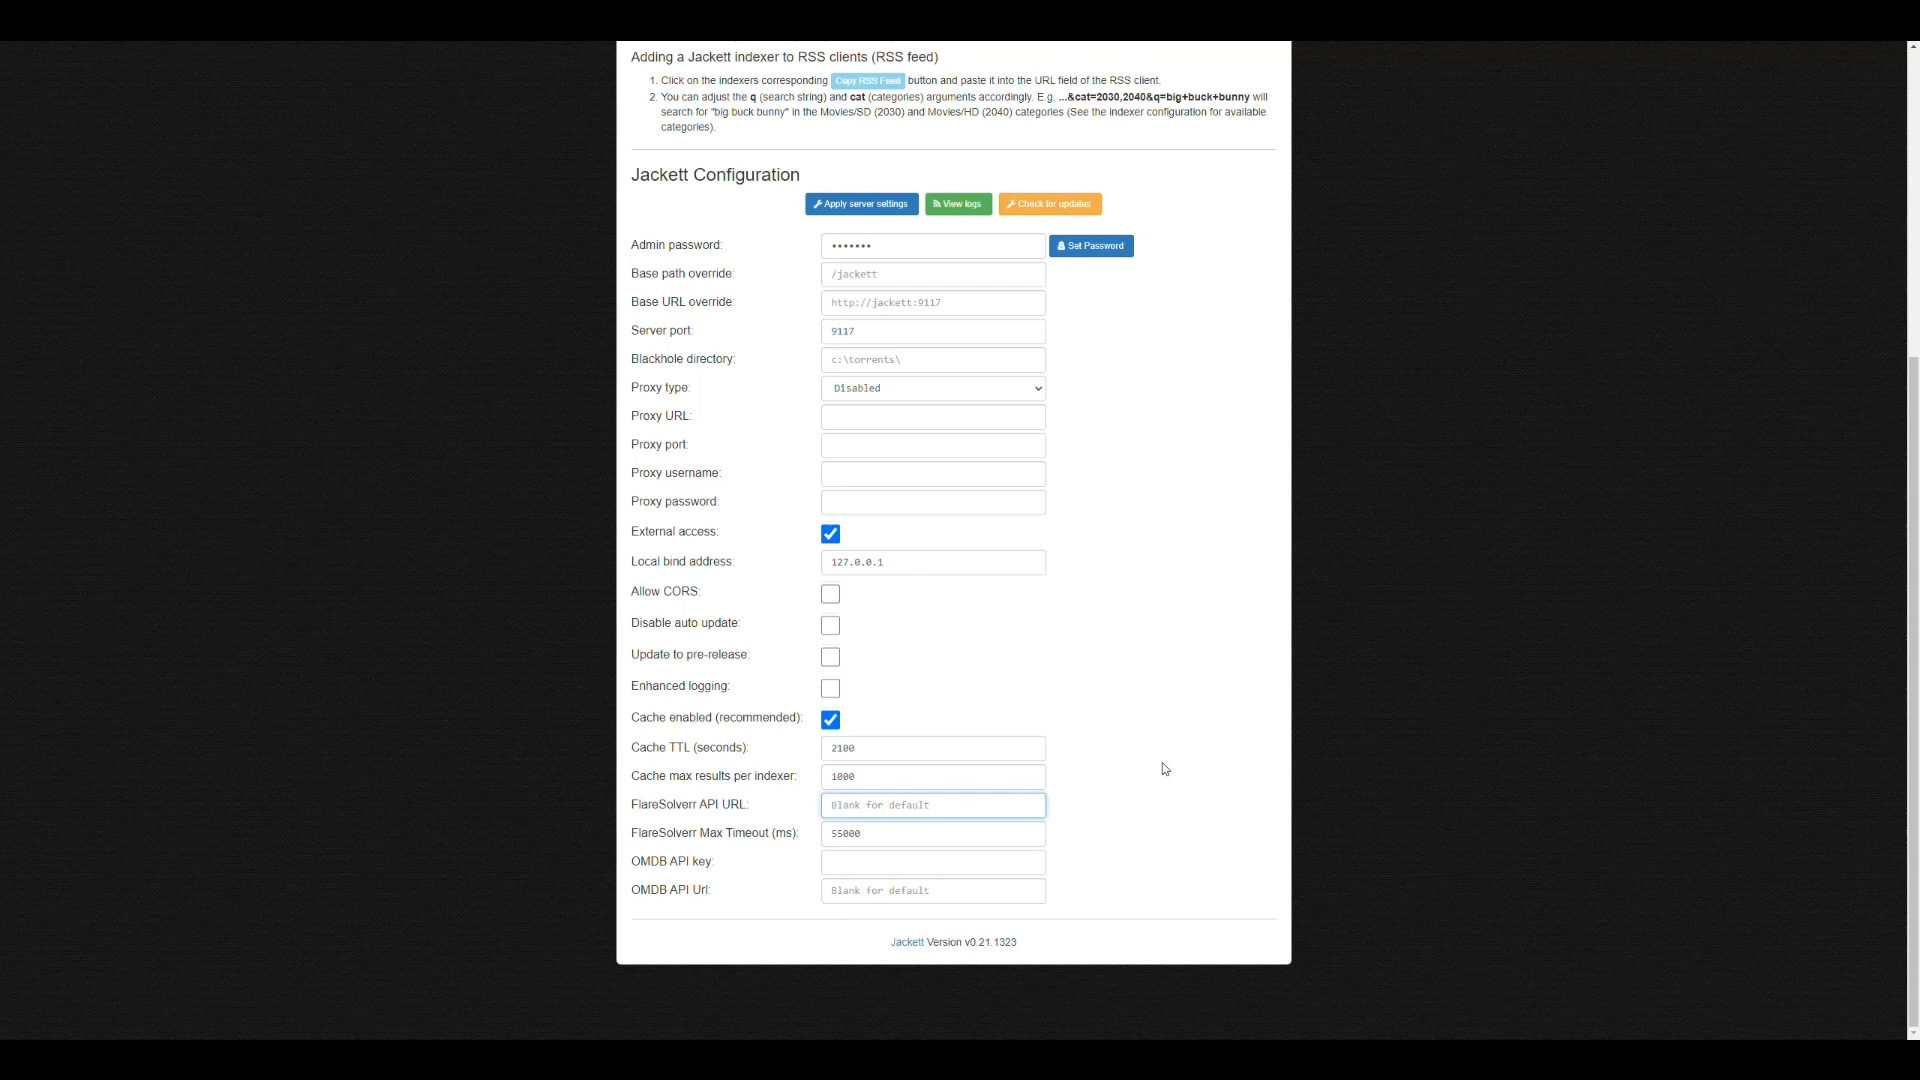 Adding a Jackett indexer to RSS clients (RSS feed)
1. Click on the indexers corresponding Copy RSS Feed button and paste it into the URL field of the RSS client.
2. You can adjust the q (search string) and cat (categories) arguments accordingly. E.g. ...&cat=2030,2040&q=big+buck+bunny will
search for "big buck bunny" in the Movies/SD (2030) and Movies/HD (2040) categories (See the indexer configuration for available
categories).
Jackett Configuration
Apply server settings View logs Check for updates
Admin password: ••••••• Set Password
Base path override: /jackett
Base URL override: http://jackett:9117
Server port: 9117
Blackhole directory: c:\torrents\
Proxy type: Disabled
Proxy URL:
Proxy port:
Proxy username:
Proxy password:
External access:
Local bind address: 127.0.0.1
Allow CORS:
Disable auto update:
Update to pre-release:
Enhanced logging:
Cache enabled (recommended):
Cache TTL (seconds): 2100
Cache max results per indexer: 1000
FlareSolverr API URL: Blank for default
FlareSolverr Max Timeout (ms): 55000
OMDB API key:
OMDB API Url: Blank for default
Jackett Version v0.21.1323